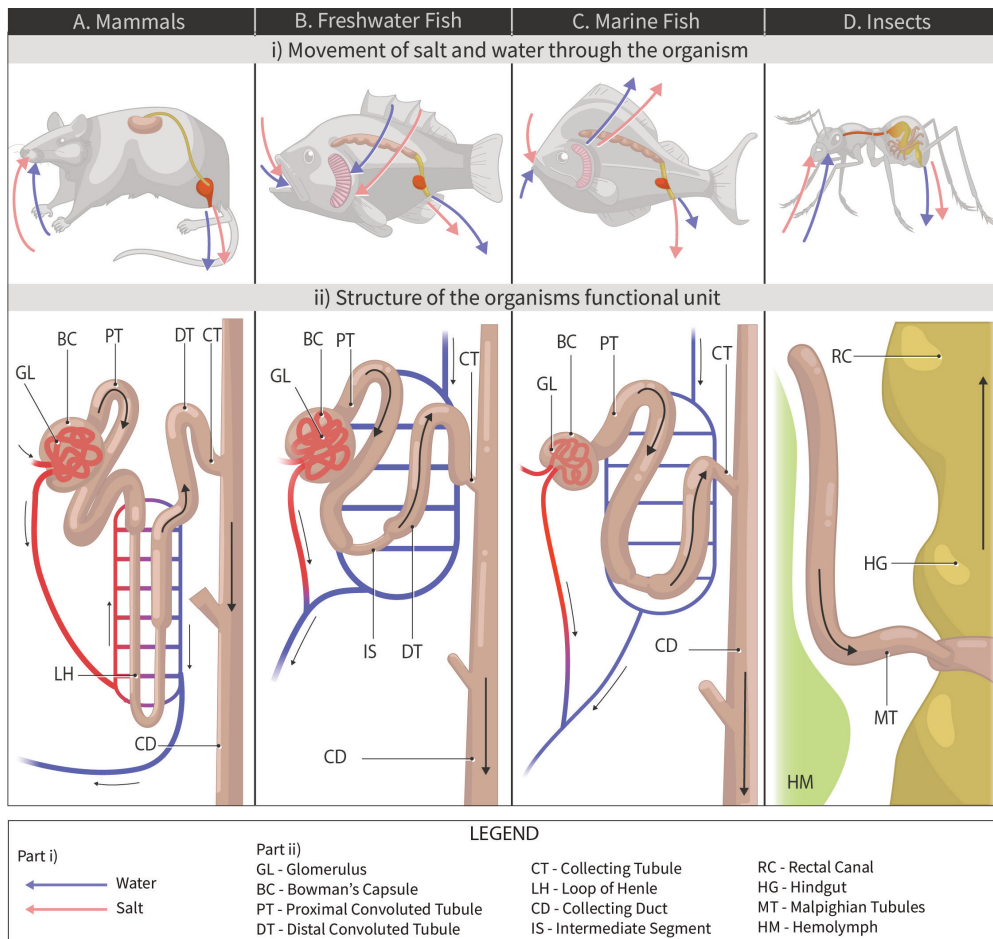 A. Mammals
B. Freshwater Fish
C. Marine Fish
D. Insects
i) Movement of salt and water through the organism
ii) Structure of the organisms functional unit
GL
BC
PT
DT
CT
LH
CD
GL
BC
PT
CT
IS
DT
CD
GL
BC
PT
CT
CD
RC
HG
MT
HM
LEGEND
Part i)
Water
Salt
Part ii)
GL - Glomerulus
BC - Bowman's Capsule
PT - Proximal Convoluted Tubule
DT - Distal Convoluted Tubule
CT - Collecting Tubule
LH - Loop of Henle
CD - Collecting Duct
IS - Intermediate Segment
RC - Rectal Canal
HG - Hindgut
MT - Malpighian Tubules
HM - Hemolymph